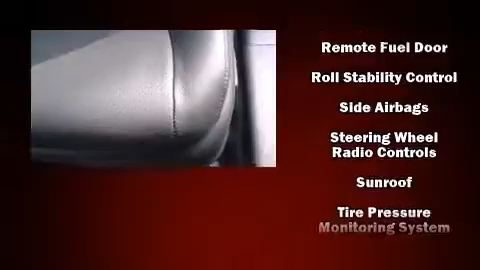 Remote Fuel Door
Roll Stability Control
Side Airbags
Steering Wheel
Radio Controls
Sunroof
Tire Pressure
Monitoring System